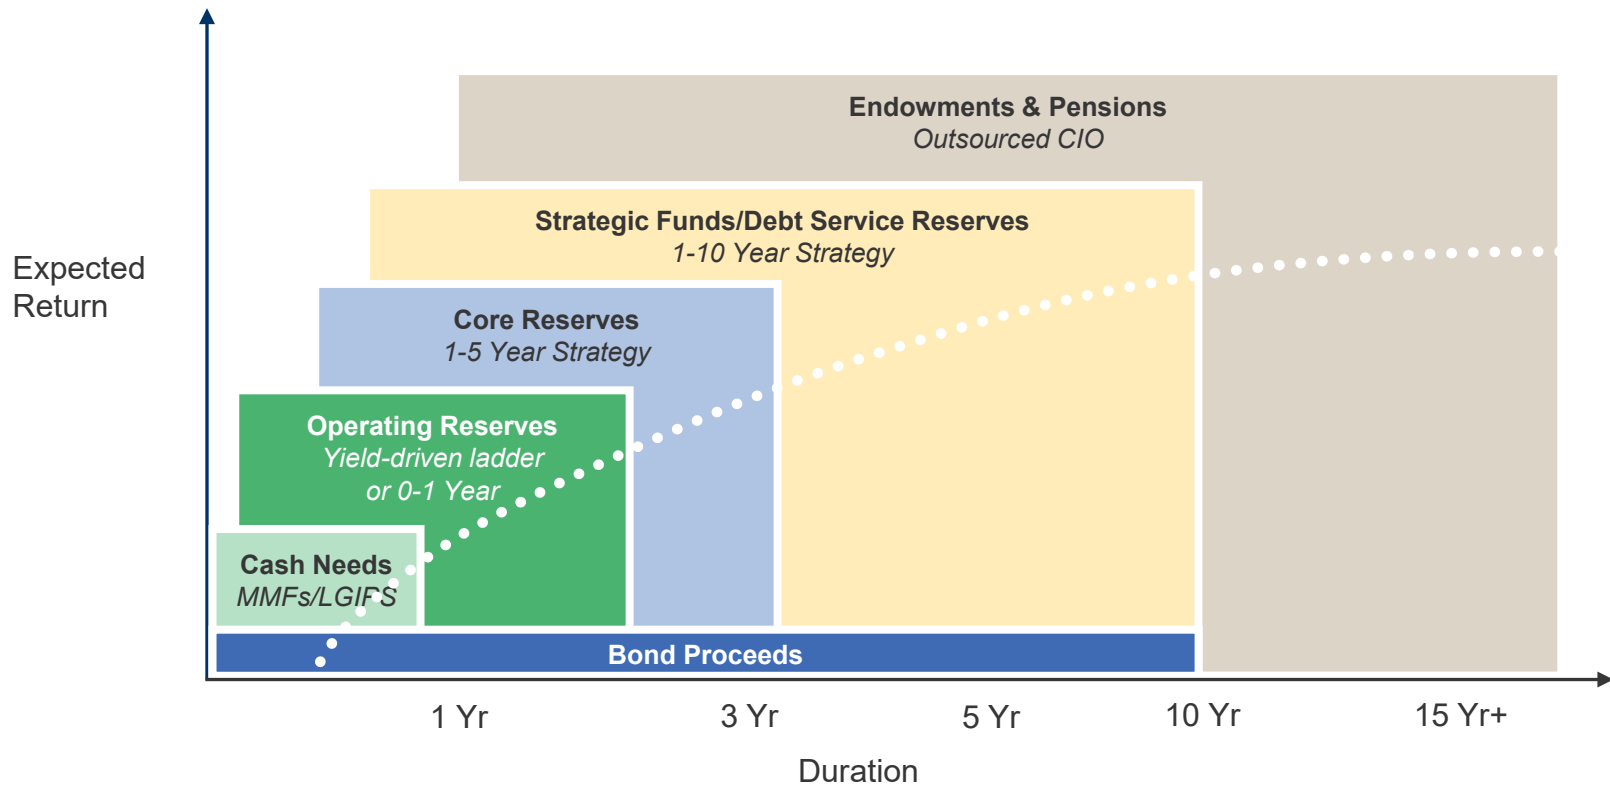 Endowments & Pensions
Outsourced CIO
Strategic Funds/Debt Service Reserves
1-10 Year Strategy
Expected
Return
Core Reserves
1-5 Year Strategy
Operating Reserves
Yield-driven ladder
or 0-1 Year
Cash Needs
MMFs/LGIPS
Bond Proceeds
1 Yr
3 Yr
5 Yr
10 Yr
15 Yr+
Duration